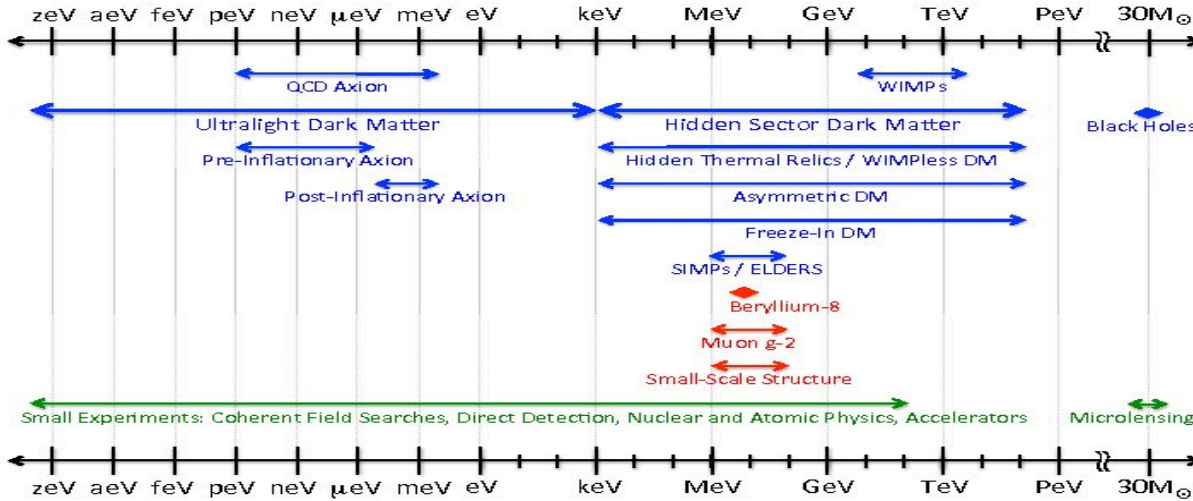 zeV aeV feV peV neV μeV meV eV keV MeV GeV TeV PeV 30M☉
QCD Axion WIMPs
Ultralight Dark Matter Hidden Sector Dark Matter Black Holes
Pre-Inflationary Axion Hidden Thermal Relics / WIMPless DM
Post-Inflationary Axion Asymmetric DM
Freeze-In DM
SIMPs / ELDERS
Beryllium-8
Muon g-2
Small-Scale Structure
Small Experiments: Coherent Field Searches, Direct Detection, Nuclear and Atomic Physics, Accelerators Microlensing
zeV aeV feV peV neV μeV meV eV keV MeV GeV TeV PeV 30M☉